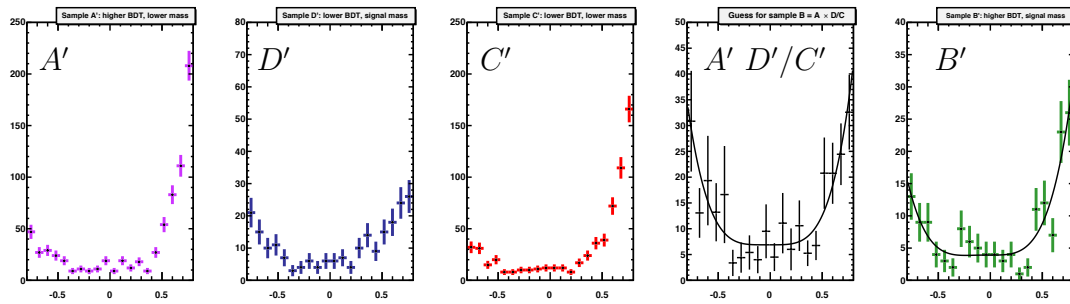 Sample A': higher BDT, lower mass
A′
250
200
150
100
50
0
-0.5 0 0.5
Sample D': lower BDT, signal mass
D′
80
70
60
50
40
30
20
10
0
-0.5 0 0.5
Sample C': lower BDT, lower mass
C′
250
200
150
100
50
0
-0.5 0 0.5
Guess for sample B = A × D/C
A′ D′/C′
50
45
40
35
30
25
20
15
10
5
0
-0.5 0 0.5
Sample B': higher BDT, signal mass
B′
40
35
30
25
20
15
10
5
0
-0.5 0 0.5